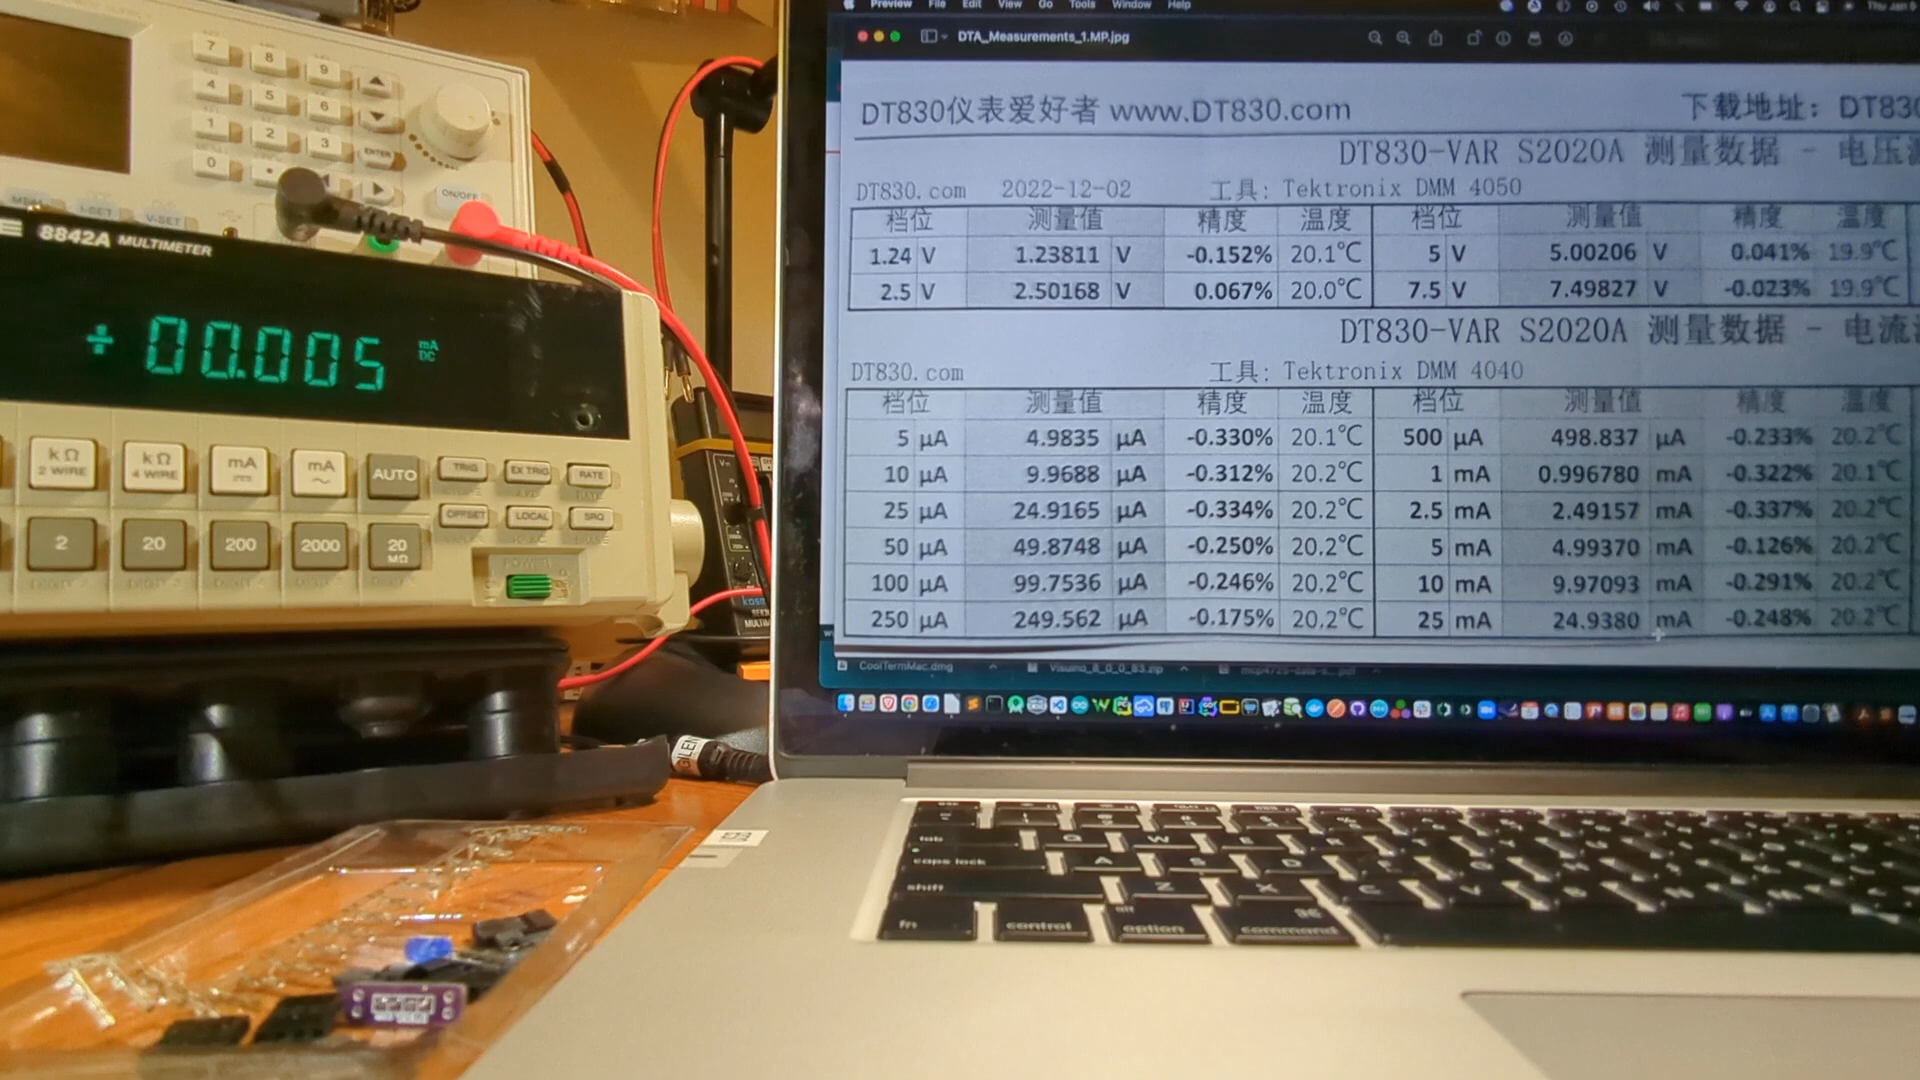 7 8 9
4 5 6
1 2 3
0 . ENTER
I-SET V-SET ON/OFF
8842A MULTIMETER
+ 00.005 mA DC
kΩ 2 WIRE kΩ 4 WIRE mA mA AUTO TRIG EX TRIG RATE
OFFSET LOCAL SRQ
2 20 200 2000 20 MΩ
POWER
Preview File Edit View Go Tools Window Help
DTA_Measurements_1.MP.jpg
DT830仪表爱好者 www.DT830.com 下载地址: DT830
DT830-VAR S2020A 测量数据 - 电压
DT830.com 2022-12-02 工具: Tektronix DMM 4050
档位 测量值 精度 温度 档位 测量值 精度 温度
1.24 V 1.23811 V -0.152% 20.1℃ 5 V 5.00206 V 0.041% 19.9℃
2.5 V 2.50168 V 0.067% 20.0℃ 7.5 V 7.49827 V -0.023% 19.9℃
DT830-VAR S2020A 测量数据 - 电流
DT830.com 工具: Tektronix DMM 4040
档位 测量值 精度 温度 档位 测量值 精度 温度
5 μA 4.9835 μA -0.330% 20.1℃ 500 μA 498.837 μA -0.233% 20.2℃
10 μA 9.9688 μA -0.312% 20.2℃ 1 mA 0.996780 mA -0.322% 20.1℃
25 μA 24.9165 μA -0.334% 20.2℃ 2.5 mA 2.49157 mA -0.337% 20.2℃
50 μA 49.8748 μA -0.250% 20.2℃ 5 mA 4.99370 mA -0.126% 20.2℃
100 μA 99.7536 μA -0.246% 20.2℃ 10 mA 9.97093 mA -0.291% 20.2℃
250 μA 249.562 μA -0.175% 20.2℃ 25 mA 24.9380 mA -0.248% 20.2℃
CoolTermMac.dmg Visuino_8_0_0_83.zip
tab Q W E
caps lock A S D
shift Z X C
fn control alt option command